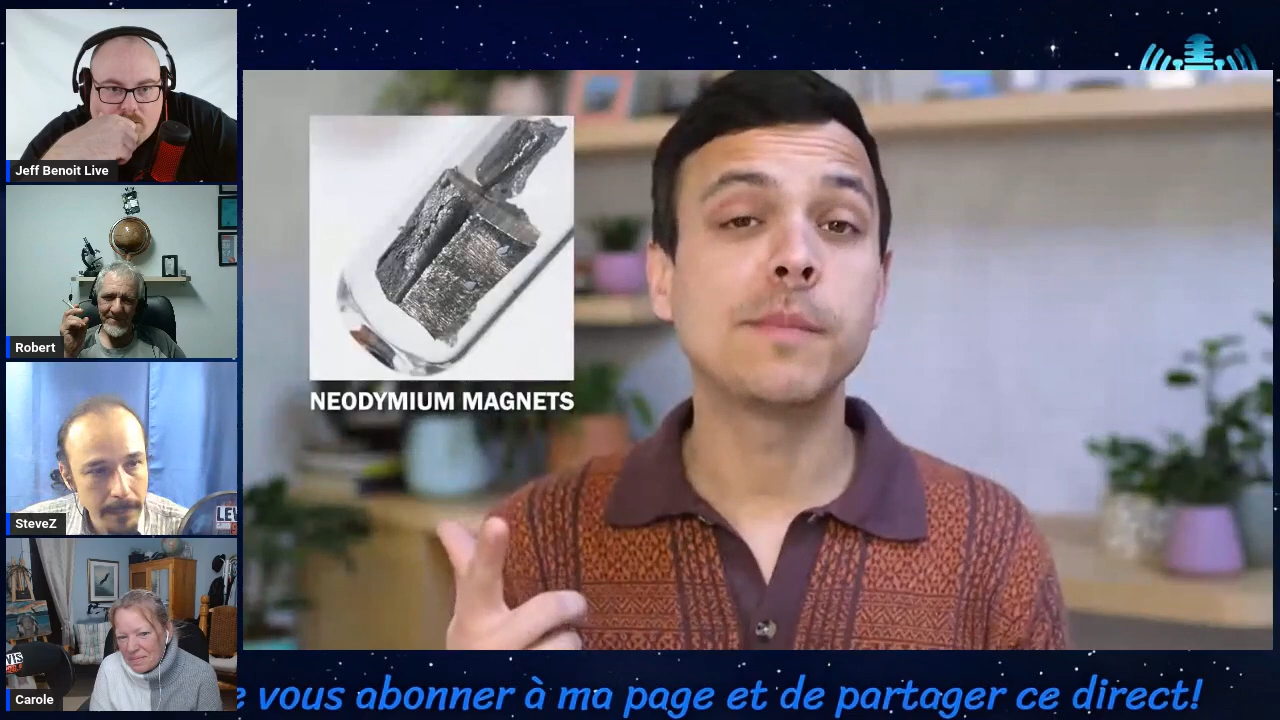 Jeff Benoit Live
Robert
SteveZ
Carole
NEODYMIUM MAGNETS
vous abonner à ma page et de partager ce direct!